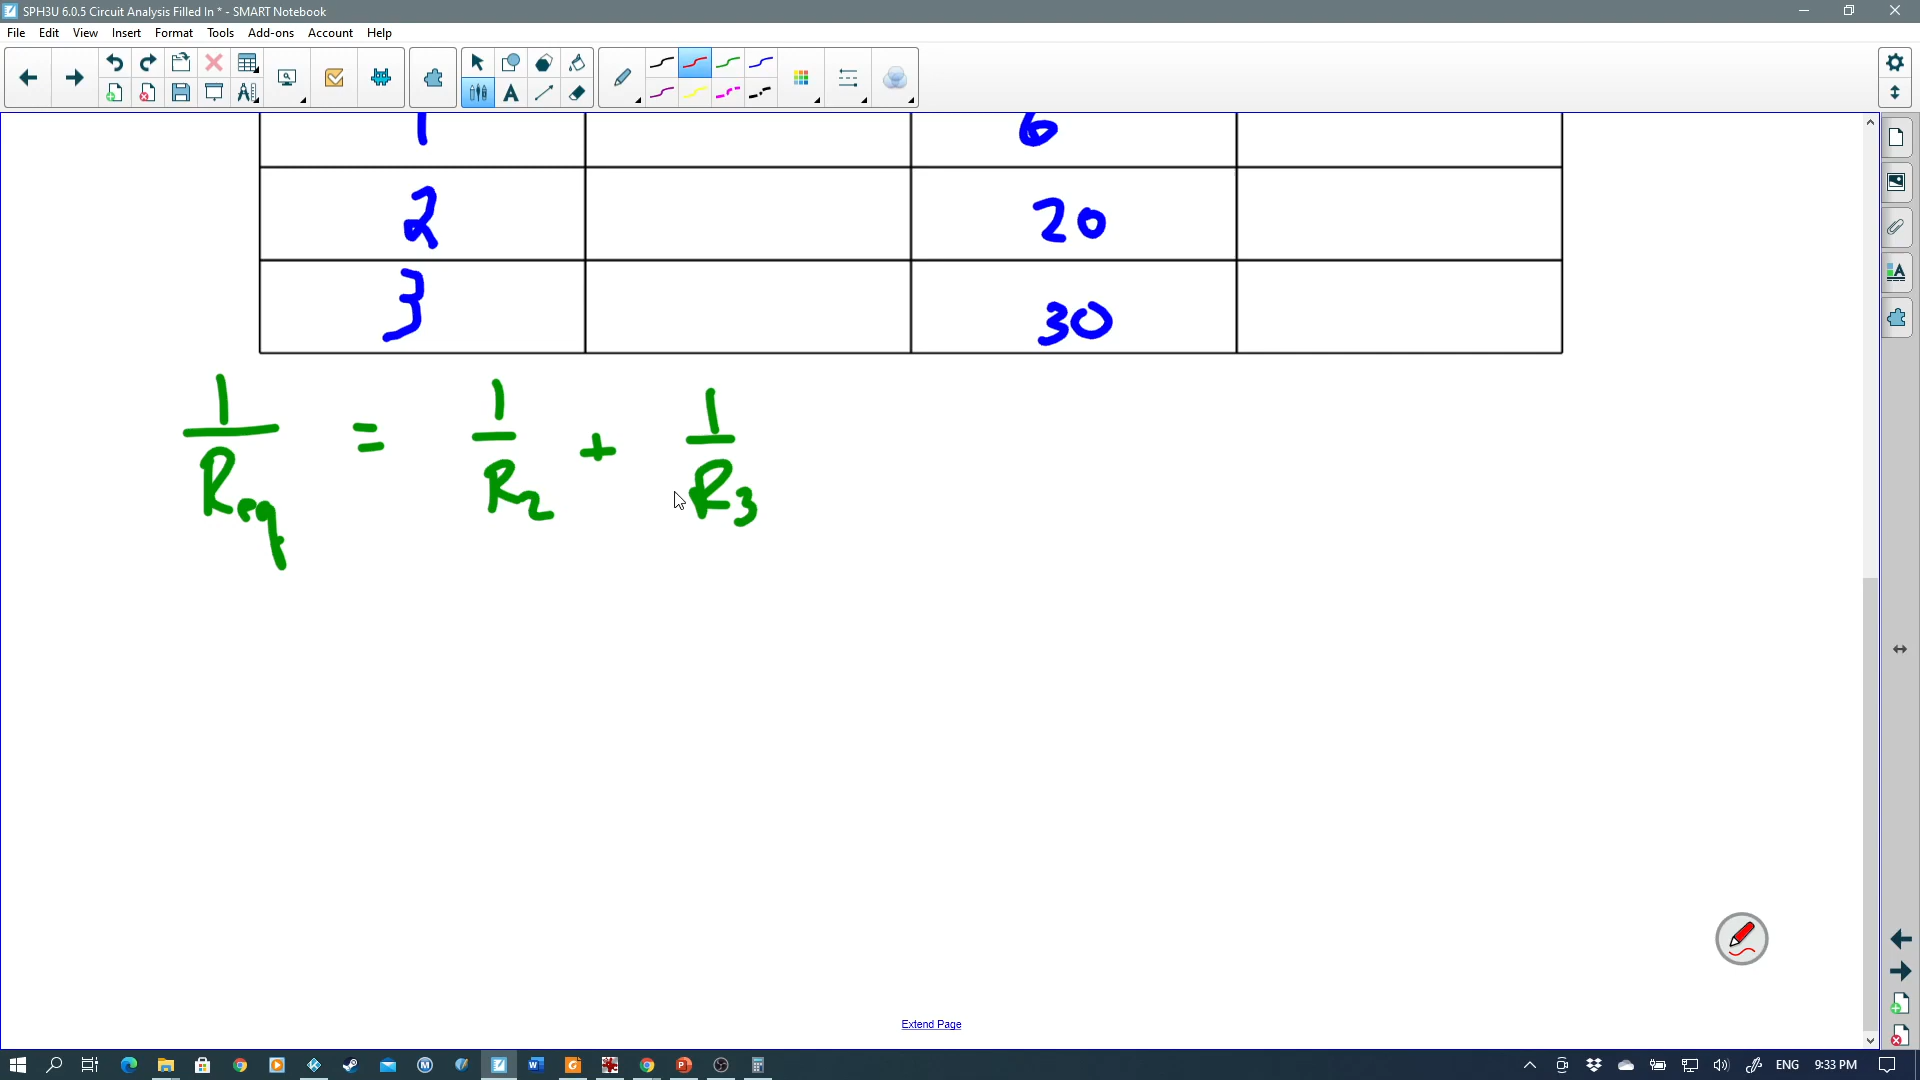 SPH3U 6.0.5 Circuit Analysis Filled In * - SMART Notebook
File Edit View Insert Format Tools Add-ons Account Help
1 6
2 20
3 30
1/Req = 1/R2 + 1/R3
Extend Page
ENG 9:33 PM